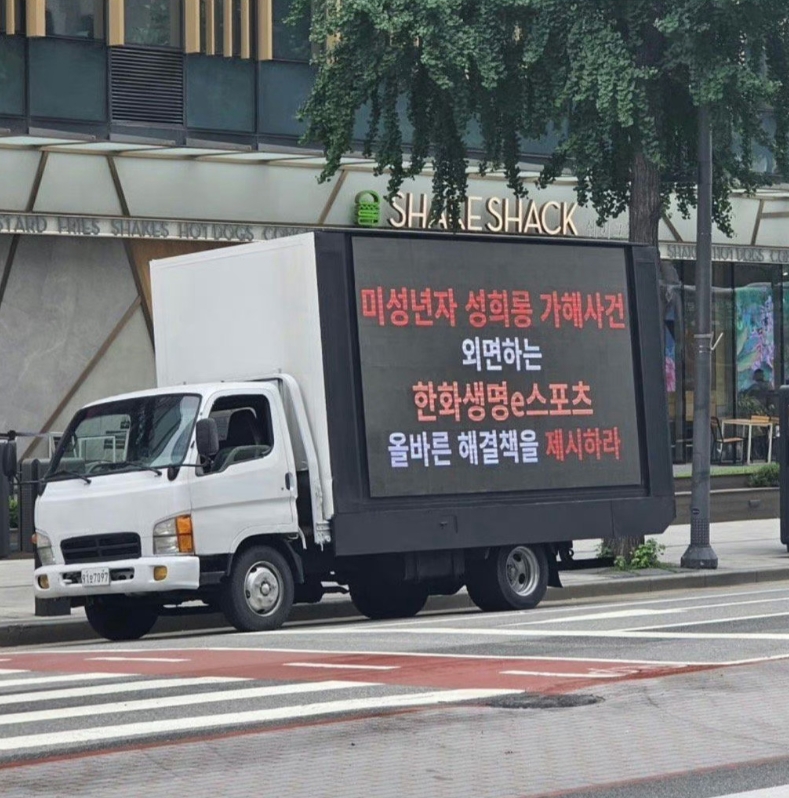 STARD FRIES SHAKES HOT DOGS
SHAKE SHACK
미성년자 성희롱 가해사건
외면하는
한화생명e스포츠
올바른 해결책을 제시하라